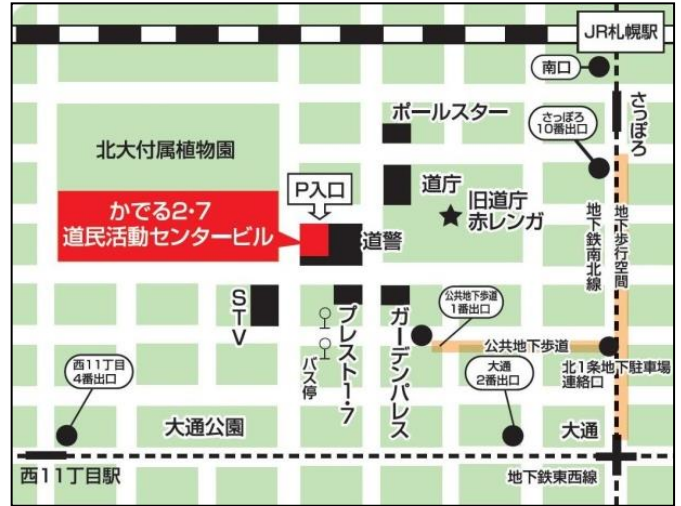 JR札幌駅
南口
さっぽろ
ポールスター
さっぽろ
10番出口
北大付属植物園
P入口
道庁
旧道庁
赤レンガ
かでる2・7
道民活動センタービル
道警
地下鉄南北線
地下歩行空間
STV
バス停
プレスト1・7
ガーデンパレス
公共地下歩道
1番出口
公共地下歩道
北1条地下駐車場
連絡口
西11丁目
4番出口
大通
2番出口
大通公園
大通
西11丁目駅
地下鉄東西線